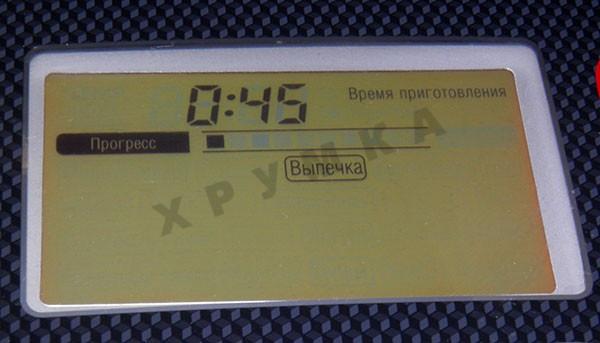 0:45 Время приготовления
Прогресс
Выпечка
ХРУМКА